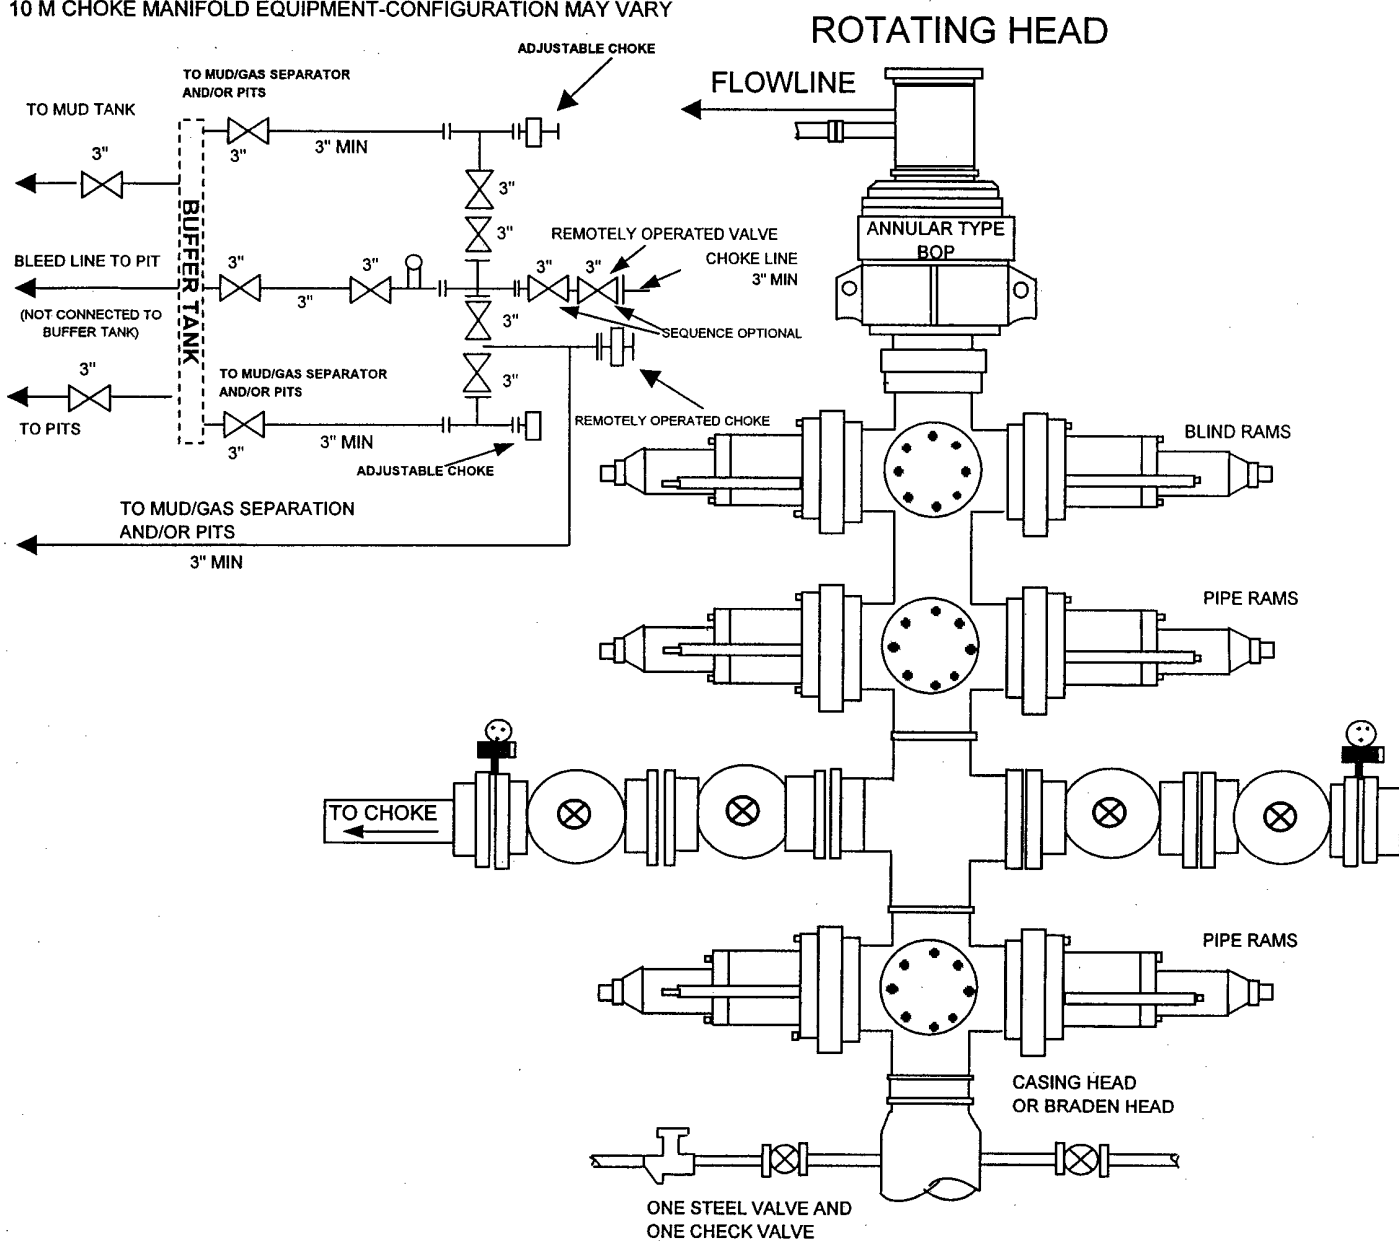 10 M CHOKE MANIFOLD EQUIPMENT-CONFIGURATION MAY VARY
ROTATING HEAD
ADJUSTABLE CHOKE
TO MUD/GAS SEPARATOR
AND/OR PITS
FLOWLINE
TO MUD TANK
3"
3"
3" MIN
3"
3"
BUFFER TANK
ANNULAR TYPE
BOP
REMOTELY OPERATED VALVE
CHOKE LINE
3" MIN
BLEED LINE TO PIT
3"
3"
3"
3"
3"
(NOT CONNECTED TO
BUFFER TANK)
3"
SEQUENCE OPTIONAL
3"
TO MUD/GAS SEPARATOR
AND/OR PITS
3"
TO PITS
3" MIN
3"
REMOTELY OPERATED CHOKE
ADJUSTABLE CHOKE
BLIND RAMS
TO MUD/GAS SEPARATION
AND/OR PITS
3" MIN
PIPE RAMS
TO CHOKE
PIPE RAMS
CASING HEAD
OR BRADEN HEAD
ONE STEEL VALVE AND
ONE CHECK VALVE